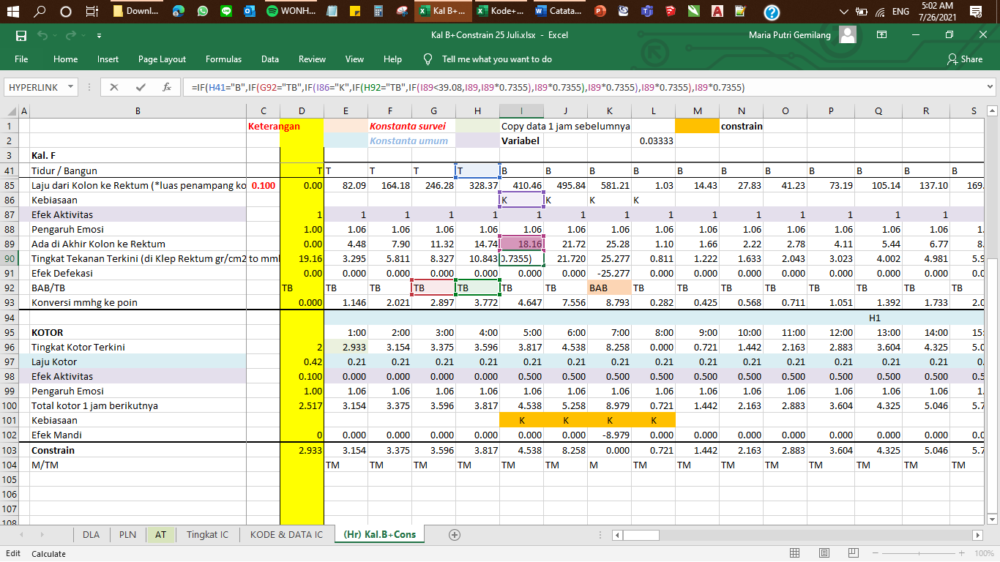 Downl...
WONH...
Kal B+...
Kode+...
Catata...
ENG
5:02 AM
7/26/2021
Kal B+Constrain 25 Juli.xlsx - Excel
Maria Putri Gemilang
File Home Insert Page Layout Formulas Data Review View Help Tell me what you want to do Share
HYPERLINK fx =IF(H41="B",IF(G92="TB",IF(I86="K",IF(H92="TB",IF(I89<39.08,I89,I89*0.7355),I89*0.7355),I89*0.7355),I89*0.7355),I89*0.7355)
A B C D E F G H I J K L M N O P Q R S
1 Keterangan Konstanta survei Copy data 1 jam sebelumnya constrain
2 Konstanta umum Variabel 0.03333
3 Kal. F
41 Tidur / Bangun T T T T T B B B B B B B B B B B
85 Laju dari Kolon ke Rektum (*luas penampang ko 0.100 0.00 82.09 164.18 246.28 328.37 410.46 495.84 581.21 1.03 14.43 27.83 41.23 73.19 105.14 137.10 169.
86 Kebiasaan K K K K
87 Efek Aktivitas 1 1 1 1 1 1 1 1 1 1 1 1 1 1 1
88 Pengaruh Emosi 1.00 1.06 1.06 1.06 1.06 1.06 1.06 1.06 1.06 1.06 1.06 1.06 1.06 1.06 1.06 1.
89 Ada di Akhir Kolon ke Rektum 0.00 4.48 7.90 11.32 14.74 18.16 21.72 25.28 1.10 1.66 2.22 2.78 4.11 5.44 6.77 8.
90 Tingkat Tekanan Terkini (di Klep Rektum gr/cm2 to mml 19.16 3.295 5.811 8.327 10.843 0.7355) 21.720 25.277 0.811 1.222 1.633 2.043 3.023 4.002 4.981 5.9
91 Efek Defekasi 0.00 0.000 0.000 0.000 0.000 0.000 0.000 -25.277 0.000 0.000 0.000 0.000 0.000 0.000 0.000 0.0
92 BAB/TB TB TB TB TB TB TB TB BAB TB TB TB TB TB TB TB TB
93 Konversi mmhg ke poin 0.000 1.146 2.021 2.897 3.772 4.647 7.556 8.793 0.282 0.425 0.568 0.711 1.051 1.392 1.733 2.0
94 H1
95 KOTOR 1:00 2:00 3:00 4:00 5:00 6:00 7:00 8:00 9:00 10:00 11:00 12:00 13:00 14:00 15:
96 Tingkat Kotor Terkini 2 2.933 3.154 3.375 3.596 3.817 4.538 8.258 0.000 0.721 1.442 2.163 2.883 3.604 4.325 5.0
97 Laju Kotor 0.42 0.21 0.21 0.21 0.21 0.21 0.21 0.21 0.21 0.21 0.21 0.21 0.21 0.21 0.21 0.
98 Efek Aktivitas 0.100 0.000 0.000 0.000 0.000 0.500 0.500 0.500 0.500 0.500 0.500 0.500 0.500 0.500 0.500 0.5
99 Pengaruh Emosi 1.00 1.06 1.06 1.06 1.06 1.06 1.06 1.06 1.06 1.06 1.06 1.06 1.06 1.06 1.06 1.
100 Total kotor 1 jam berikutnya 2.517 3.154 3.375 3.596 3.817 4.538 5.258 8.979 0.721 1.442 2.163 2.883 3.604 4.325 5.046 5.7
101 Kebiasaan K K K K
102 Efek Mandi 0 0.000 0.000 0.000 0.000 0.000 0.000 -8.979 0.000 0.000 0.000 0.000 0.000 0.000 0.000 0.0
103 Constrain 2.933 3.154 3.375 3.596 3.817 4.538 8.258 0.000 0.721 1.442 2.163 2.883 3.604 4.325 5.046 5.7
104 M/TM TM TM TM TM TM TM M TM TM TM TM TM TM TM TM
105
106
107
108
DLA PLN AT Tingkat IC KODE & DATA IC (Hr) Kal.B+Cons
Edit Calculate 100%